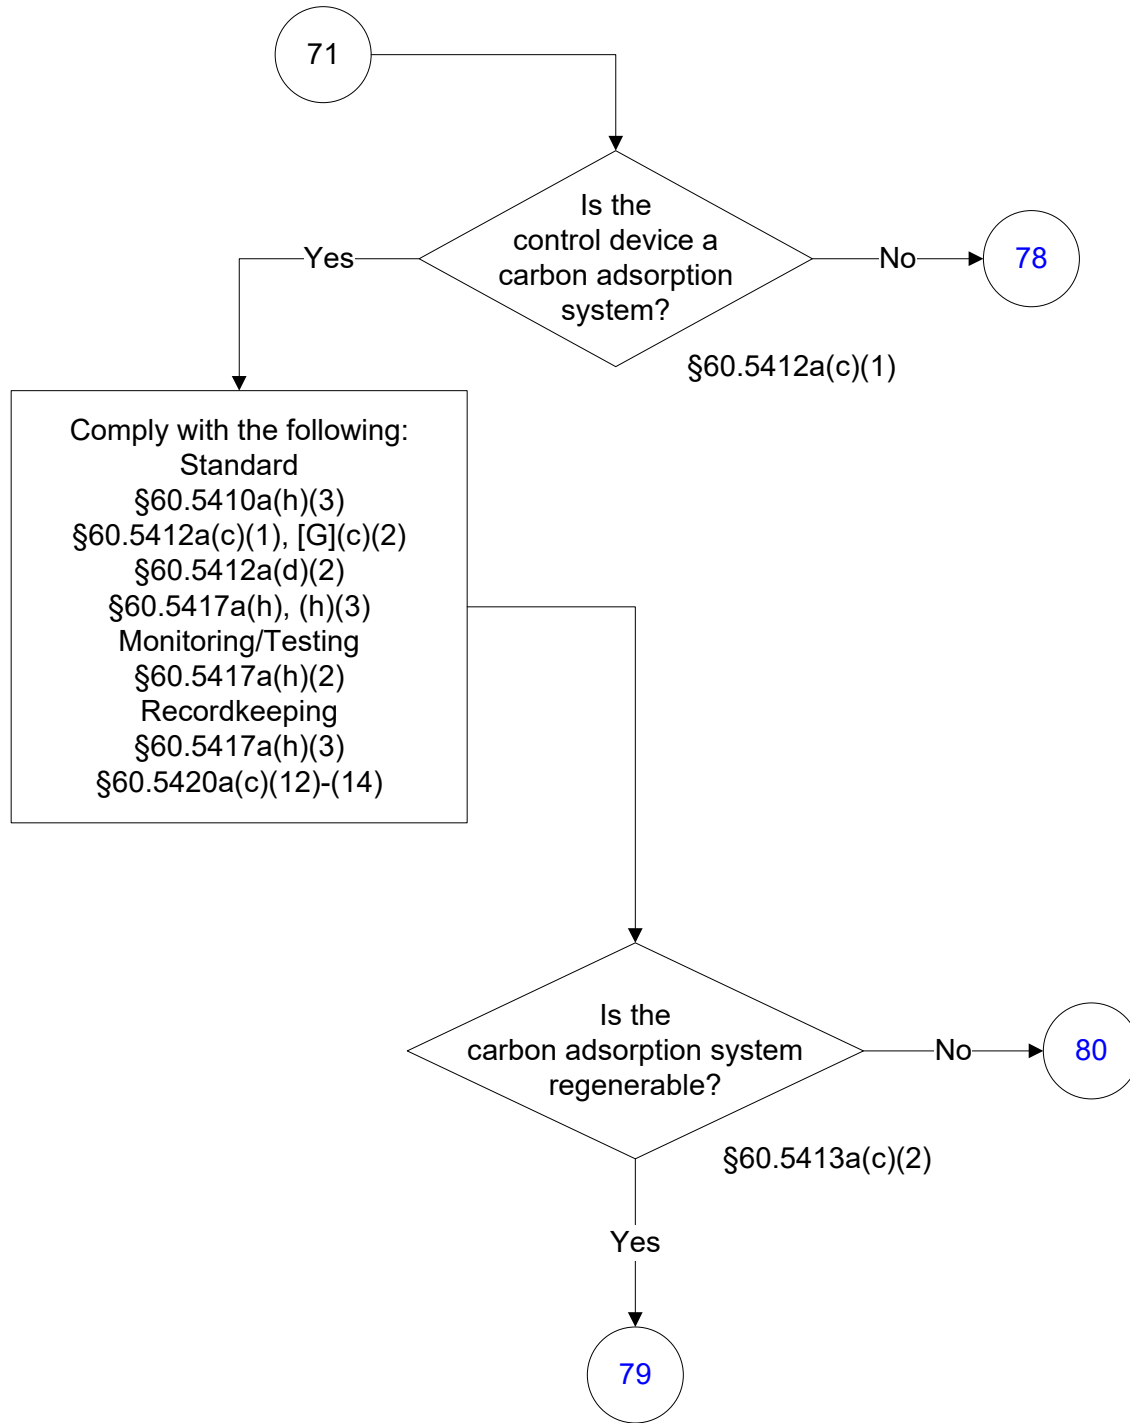 71
Is the
control device a
carbon adsorption
system?
Yes
No
78
§60.5412a(c)(1)
Comply with the following:
Standard
§60.5410a(h)(3)
§60.5412a(c)(1), [G](c)(2)
§60.5412a(d)(2)
§60.5417a(h), (h)(3)
Monitoring/Testing
§60.5417a(h)(2)
Recordkeeping
§60.5417a(h)(3)
§60.5420a(c)(12)-(14)
Is the
carbon adsorption system
regenerable?
No
80
§60.5413a(c)(2)
Yes
79